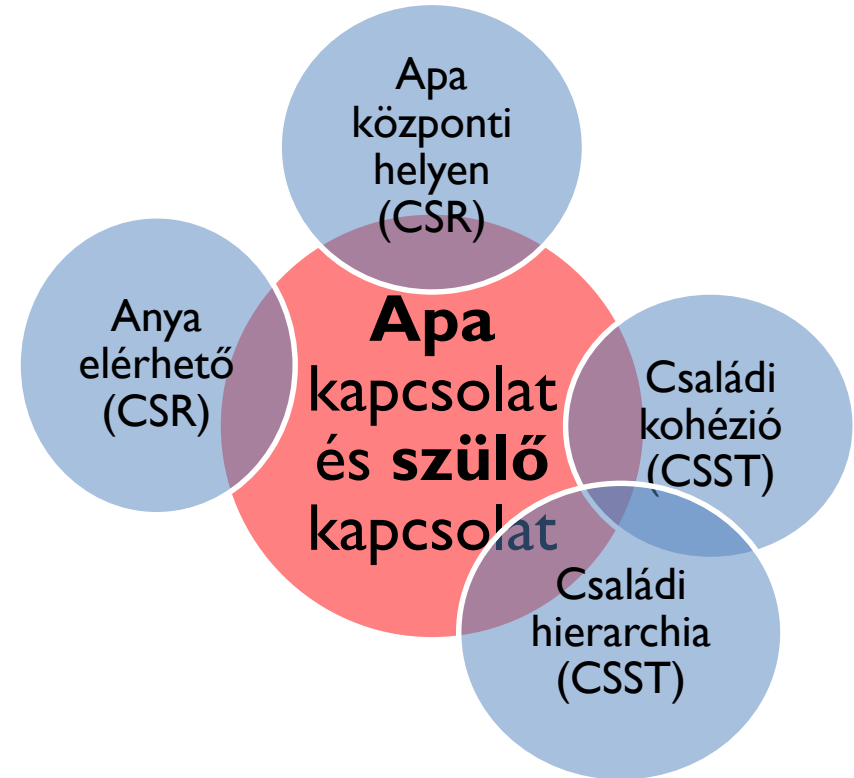 Apa
központi
helyen
(CSR)
Anya
elérhető
(CSR)
Apa
kapcsolat
és szülő
kapcsolat
Családi
kohézió
(CSST)
Családi
hierarchia
(CSST)